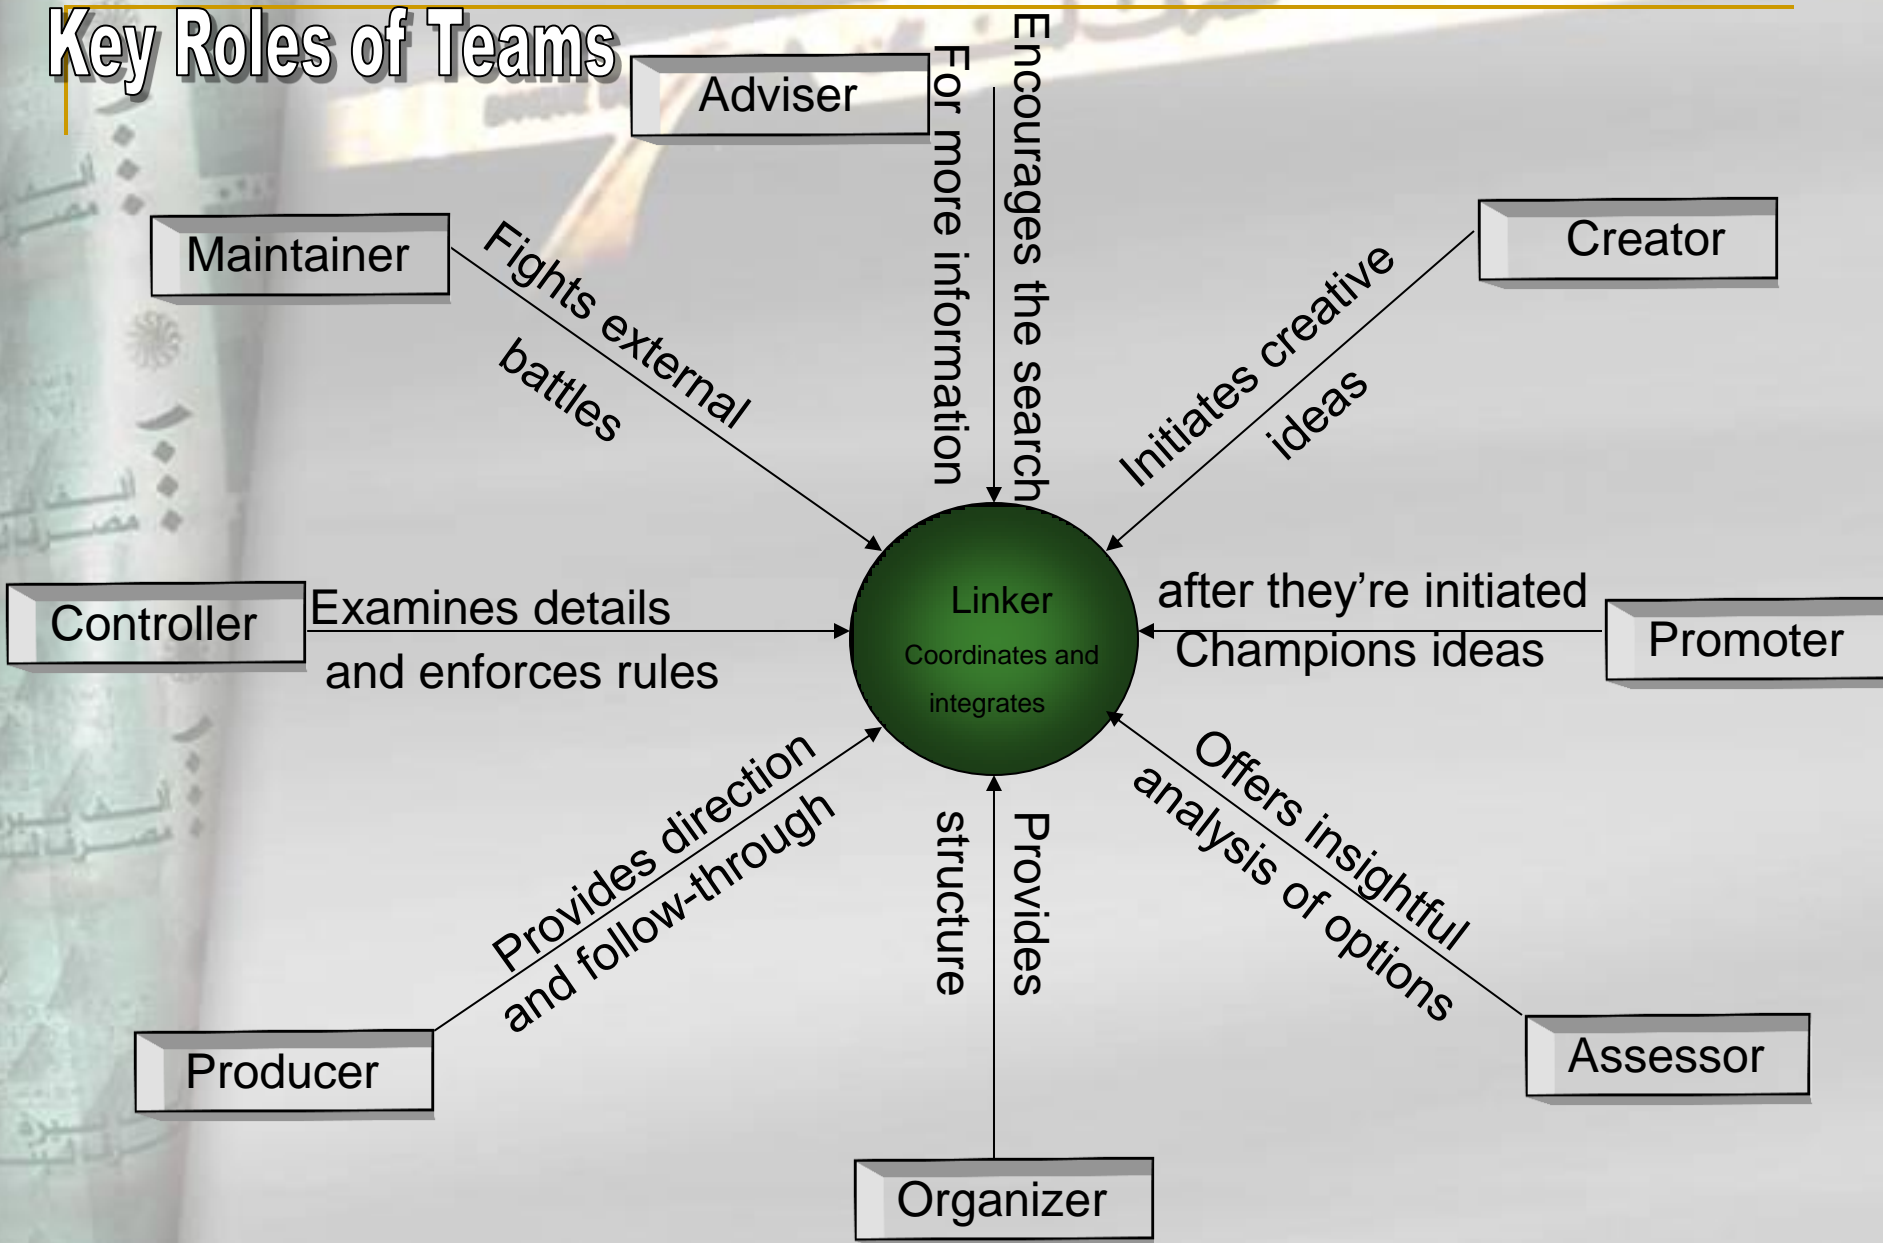 Key Roles of Teams
Adviser
Encourages the search
For more information
Maintainer
Fights external
battles
Creator
Initiates creative
ideas
Controller
Examines details
and enforces rules
Linker
Coordinates and
integrates
after they’re initiated
Champions ideas
Promoter
Provides direction
and follow-through
Producer
Provides
structure
Organizer
Offers insightful
analysis of options
Assessor